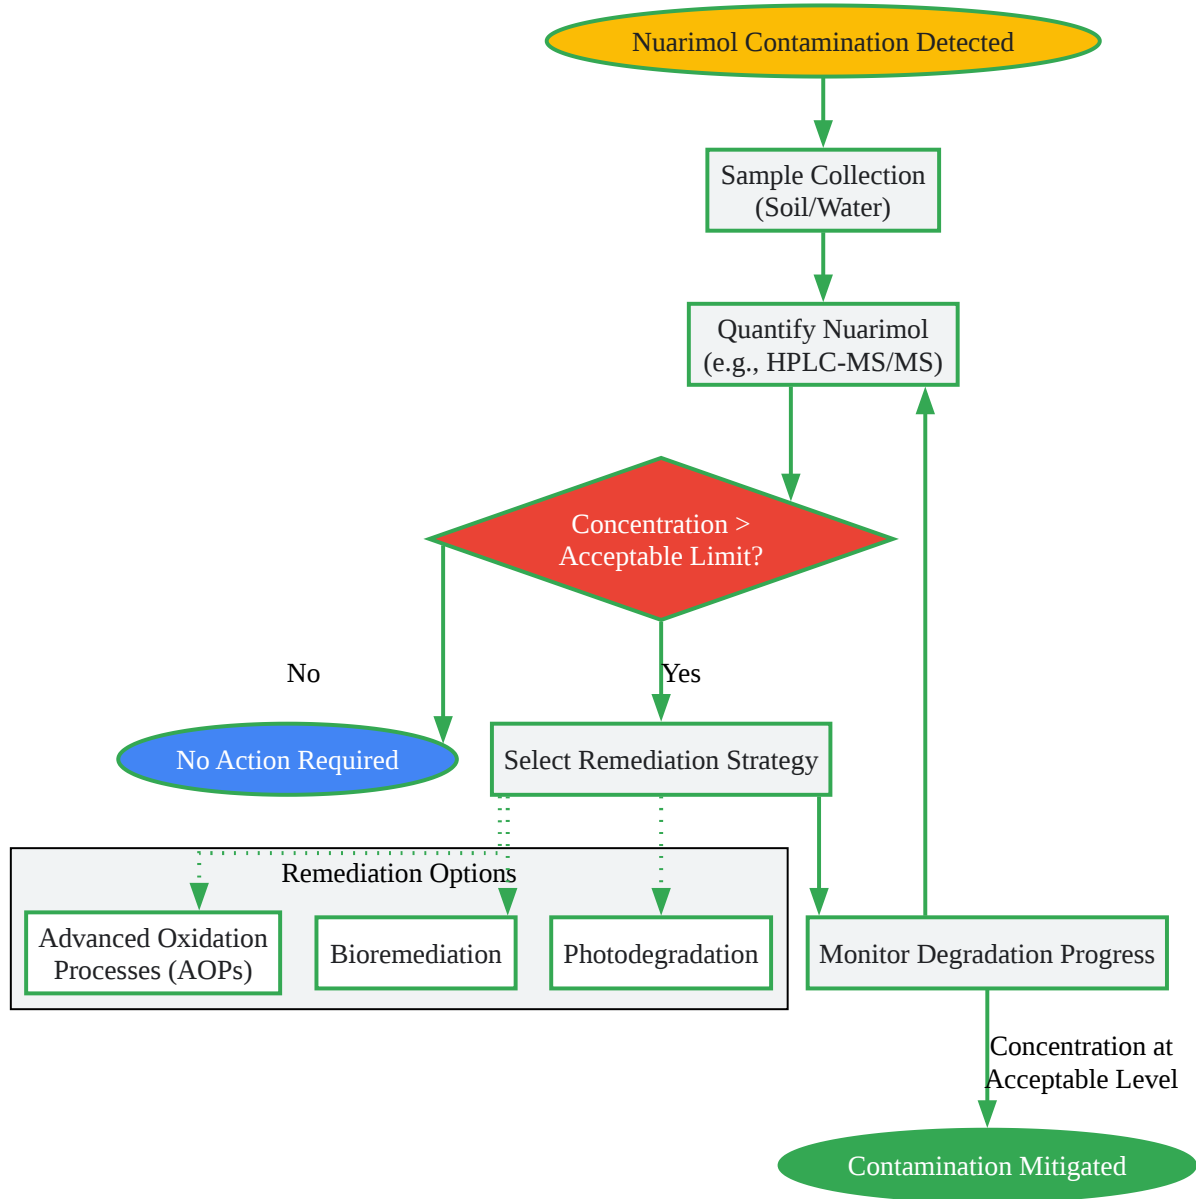 Nuarimol Contamination Detected
Sample Collection
(Soil/Water)
Quantify Nuarimol
(e.g., HPLC-MS/MS)
Concentration >
Acceptable Limit?
No
Yes
No Action Required
Select Remediation Strategy
Remediation Options
Advanced Oxidation
Processes (AOPs)
Bioremediation
Photodegradation
Monitor Degradation Progress
Concentration at
Acceptable Level
Contamination Mitigated